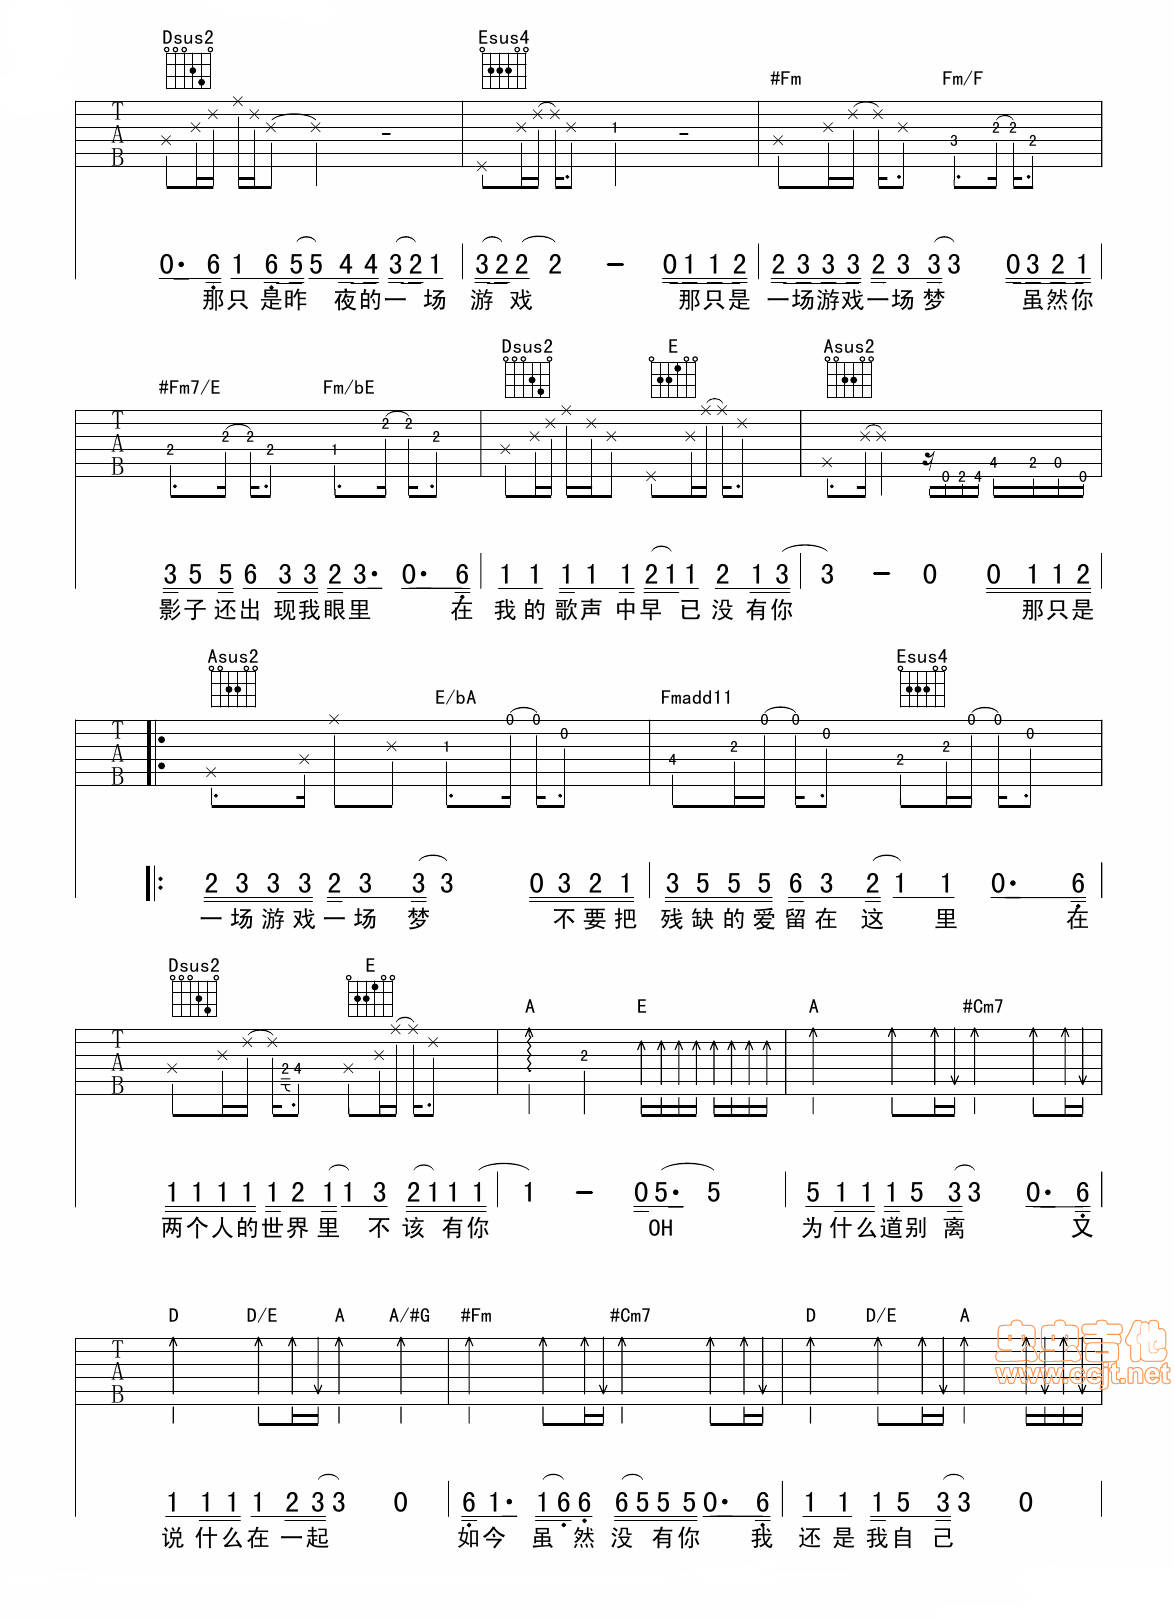 Dsus2 Esus4 #Fm Fm/F
T A B
3 2 2 2
1
0· 6 1 6 5 5 4 4 3 2 1 3 2 2 2 – 0 1 1 2 2 3 3 3 2 3 3 3 0 3 2 1
那只是昨 夜的一 场 游 戏 那只是 一场游戏一场 梦 虽然你
#Fm7/E Fm/bE Dsus2 E Asus2
T A B
2 2 2 2 1 2 2 2 0 2 4 4 2 0 0
3 5 5 6 3 3 2 3· 0· 6 1 1 1 1 1 2 1 1 2 1 3 3 – 0 0 1 1 2
影子还出 现我眼里 在 我的歌声 中早 已没有你 那只是
Asus2 E/bA Fmadd11 Esus4
T A B
1 0 0 0 4 2 0 0 0 2 2 0 0 0
2 3 3 3 2 3 3 3 0 3 2 1 3 5 5 5 6 3 2 1 1 0· 6
一场游戏一场 梦 不要把 残缺的爱留在 这 里 在
Dsus2 E A E A #Cm7
T A B
2 4 2
1 1 1 1 1 2 1 1 3 2 1 1 1 1 – 0 5· 5 5 1 1 1 5 3 3 0· 6
两个人的世界里 不 该 有你 OH 为什么道别 离 又
D D/E A A/#G #Fm #Cm7 D D/E A
T A B
虫虫吉他
www.ccjt.net
1 1 1 1 2 3 3 0 6 1· 1 6 6 6 5 5 5 0· 6 1 1 1 5 3 3 0
说 什么在一起 如今 虽 然 没 有你 我 还是我自 己